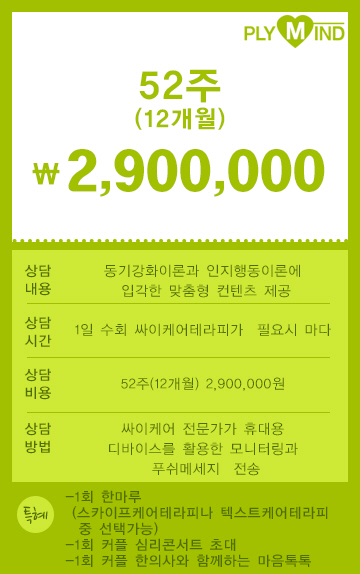 PLY M IND
52주
(12개월)
₩ 2,900,000
상담
내용
동기강화이론과 인지행동이론에
입각한 맞춤형 컨텐츠 제공
상담
시간
1일 수회 싸이케어테라피가 필요시 마다
상담
비용
52주(12개월) 2,900,000원
상담
방법
싸이케어 전문가가 휴대용
디바이스를 활용한 모니터링과
푸쉬메세지 전송
특혜
-1회 한마루
(스카이프케어테라피나 텍스트케어테라피
중 선택가능)
-1회 커플 심리콘서트 초대
-1회 커플 한의사와 함께하는 마음톡톡